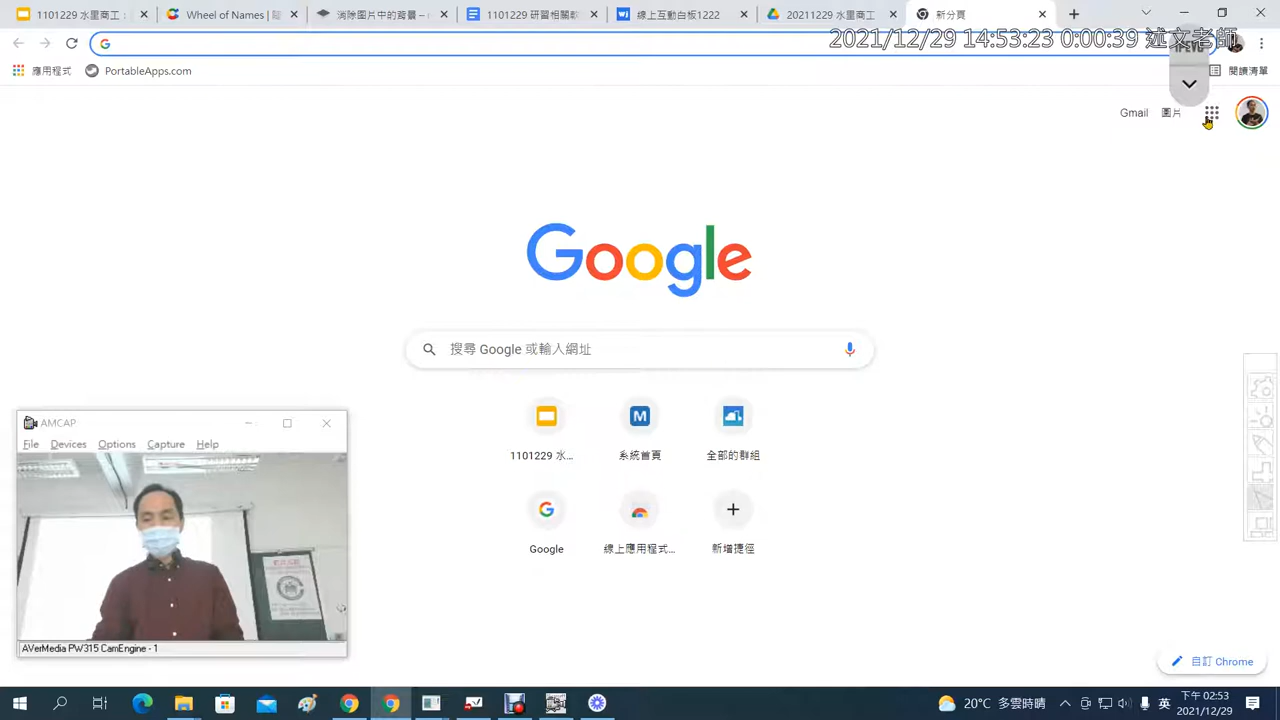 1101229 水里商工
Wheel of Names |
消除图片中的背景 –
1101229 研習相關
線上互動白板1229
20211229 水里商工
新分頁
2021/12/29 14:53:23 0:00:39 述文老師
應用程式
PortableApps.com
閱讀清單
Gmail
圖片
Google
搜尋 Google 或輸入網址
1101229 水...
系統首頁
全部的群組
Google
線上應用程式...
新增捷徑
AMCAP
File Devices Options Capture Help
AVerMedia PW315 CamEngine - 1
自訂 Chrome
20°C 多雲時晴
英
下午 02:53
2021/12/29